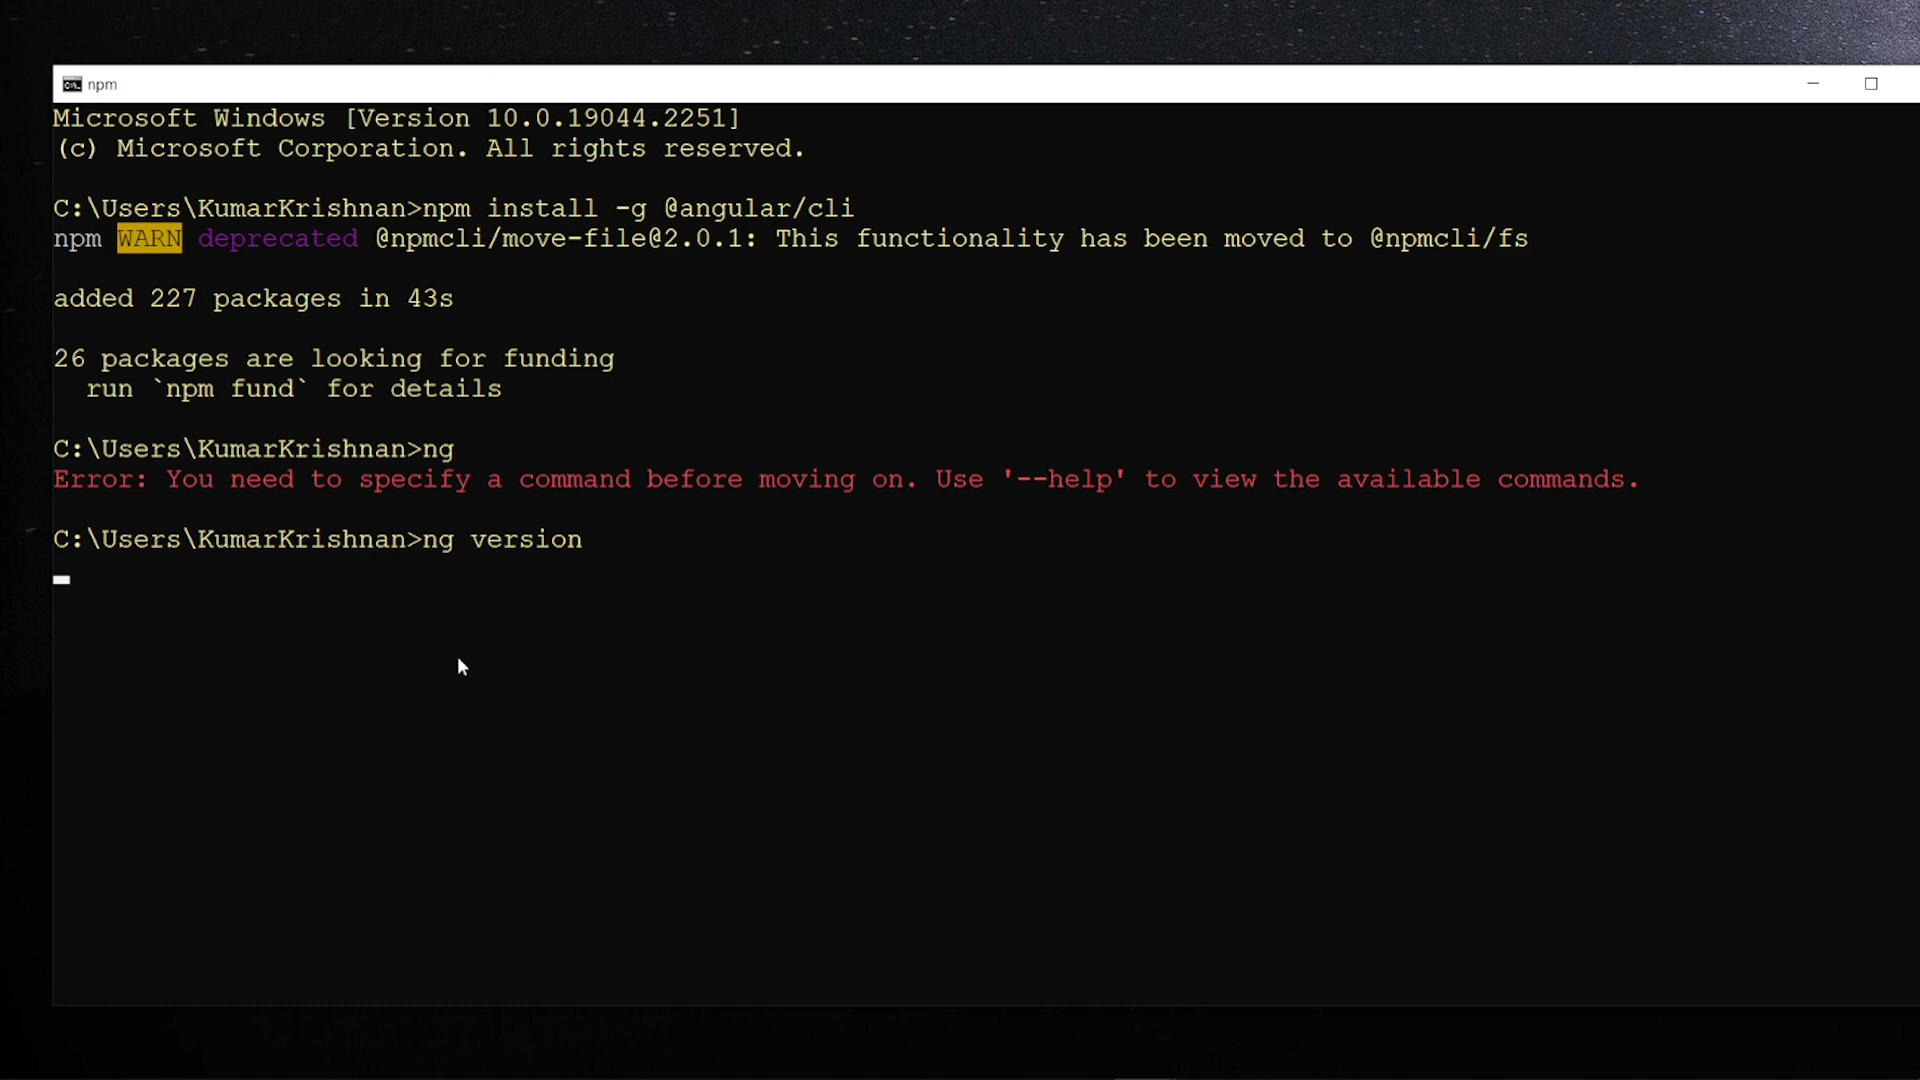 npm
Microsoft Windows [Version 10.0.19044.2251]
(c) Microsoft Corporation. All rights reserved.
C:\Users\KumarKrishnan>npm install -g @angular/cli
npm WARN deprecated @npmcli/move-file@2.0.1: This functionality has been moved to @npmcli/fs
added 227 packages in 43s
26 packages are looking for funding
  run `npm fund` for details
C:\Users\KumarKrishnan>ng
Error: You need to specify a command before moving on. Use '--help' to view the available commands.
C:\Users\KumarKrishnan>ng version